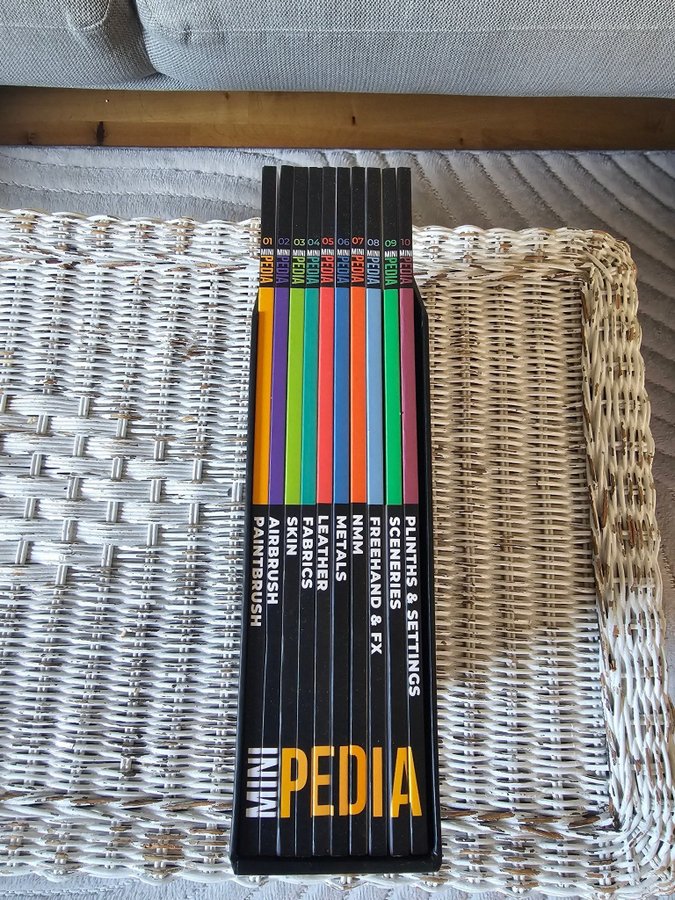 01 MINI PEDIA PAINTBRUSH
02 MINI PEDIA AIRBRUSH
03 MINI PEDIA SKIN
04 MINI PEDIA FABRICS
05 MINI PEDIA LEATHER
06 MINI PEDIA METALS
07 MINI PEDIA NMM
08 MINI PEDIA FREEHAND & FX
09 MINI PEDIA SCENERIES
10 MINI PEDIA PLINTHS & SETTINGS
MINI PEDIA